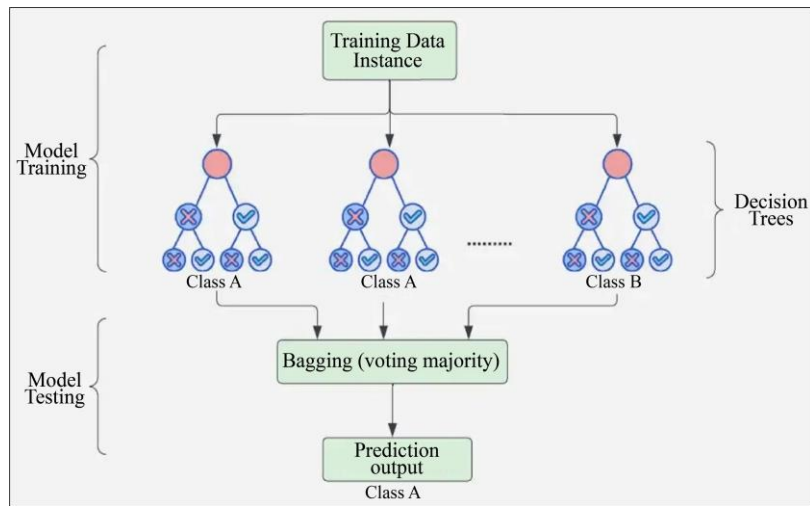 Training Data
Instance
Model
Training
Decision
Trees
.........
Class A
Class A
Class B
Bagging (voting majority)
Model
Testing
Prediction
output
Class A